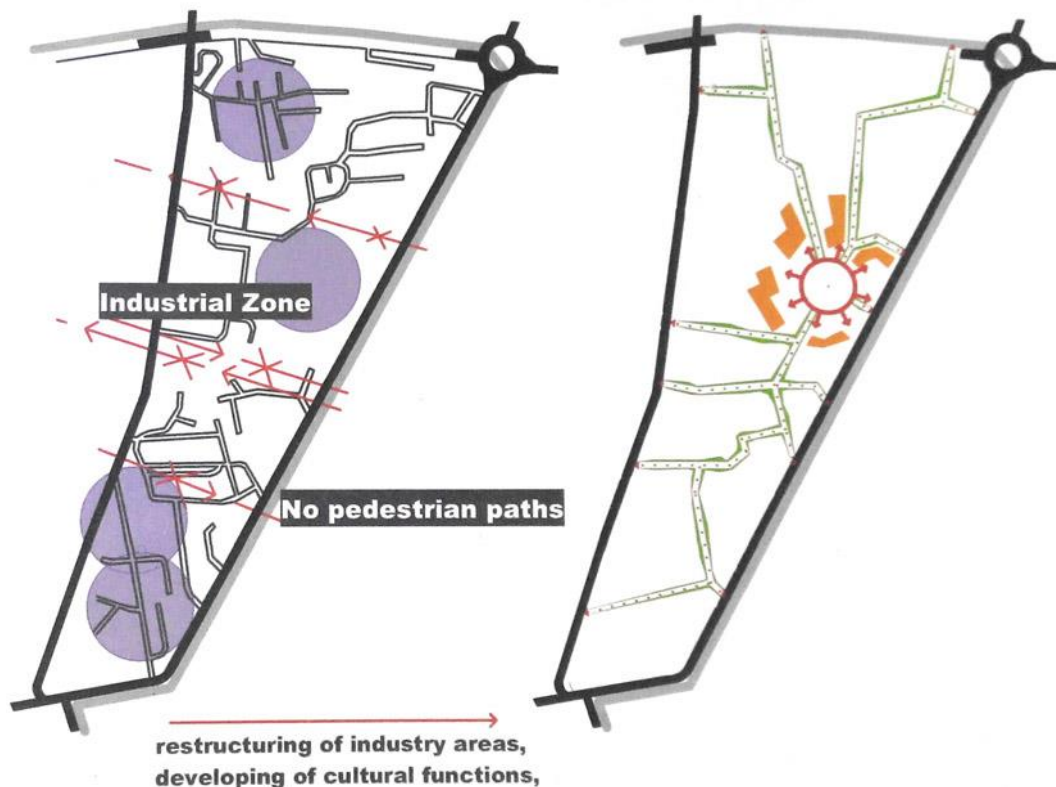 Industrial Zone
No pedestrian paths
restructuring of industry areas,
developing of cultural functions,